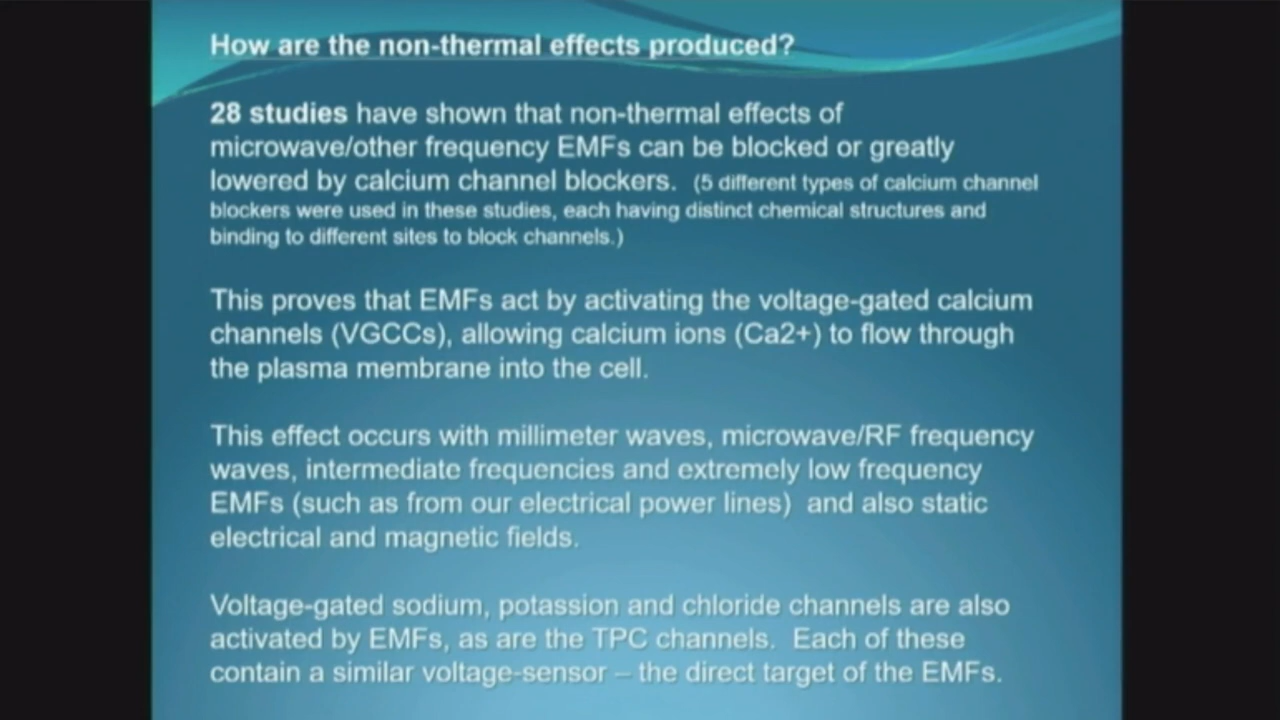 How are the non-thermal effects produced?
28 studies have shown that non-thermal effects of
microwave/other frequency EMFs can be blocked or greatly
lowered by calcium channel blockers. (5 different types of calcium channel
blockers were used in these studies, each having distinct chemical structures and
binding to different sites to block channels.)
This proves that EMFs act by activating the voltage-gated calcium
channels (VGCCs), allowing calcium ions (Ca2+) to flow through
the plasma membrane into the cell.
This effect occurs with millimeter waves, microwave/RF frequency
waves, intermediate frequencies and extremely low frequency
EMFs (such as from our electrical power lines) and also static
electrical and magnetic fields.
Voltage-gated sodium, potassion and chloride channels are also
activated by EMFs, as are the TPC channels. Each of these
contain a similar voltage-sensor – the direct target of the EMFs.